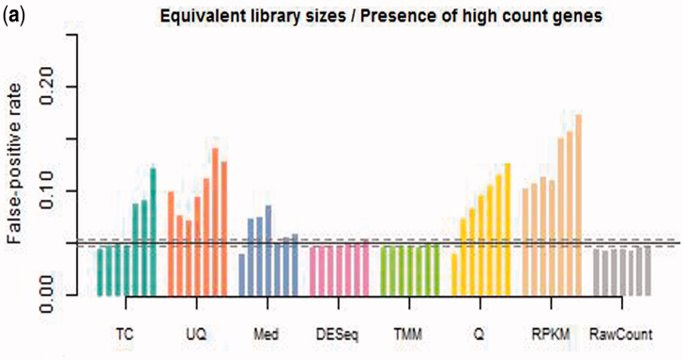 (a)
Equivalent library sizes / Presence of high count genes
False-positive rate
0.20
0.10
0.00
TC UQ Med DESeq TMM Q RPKM RawCount